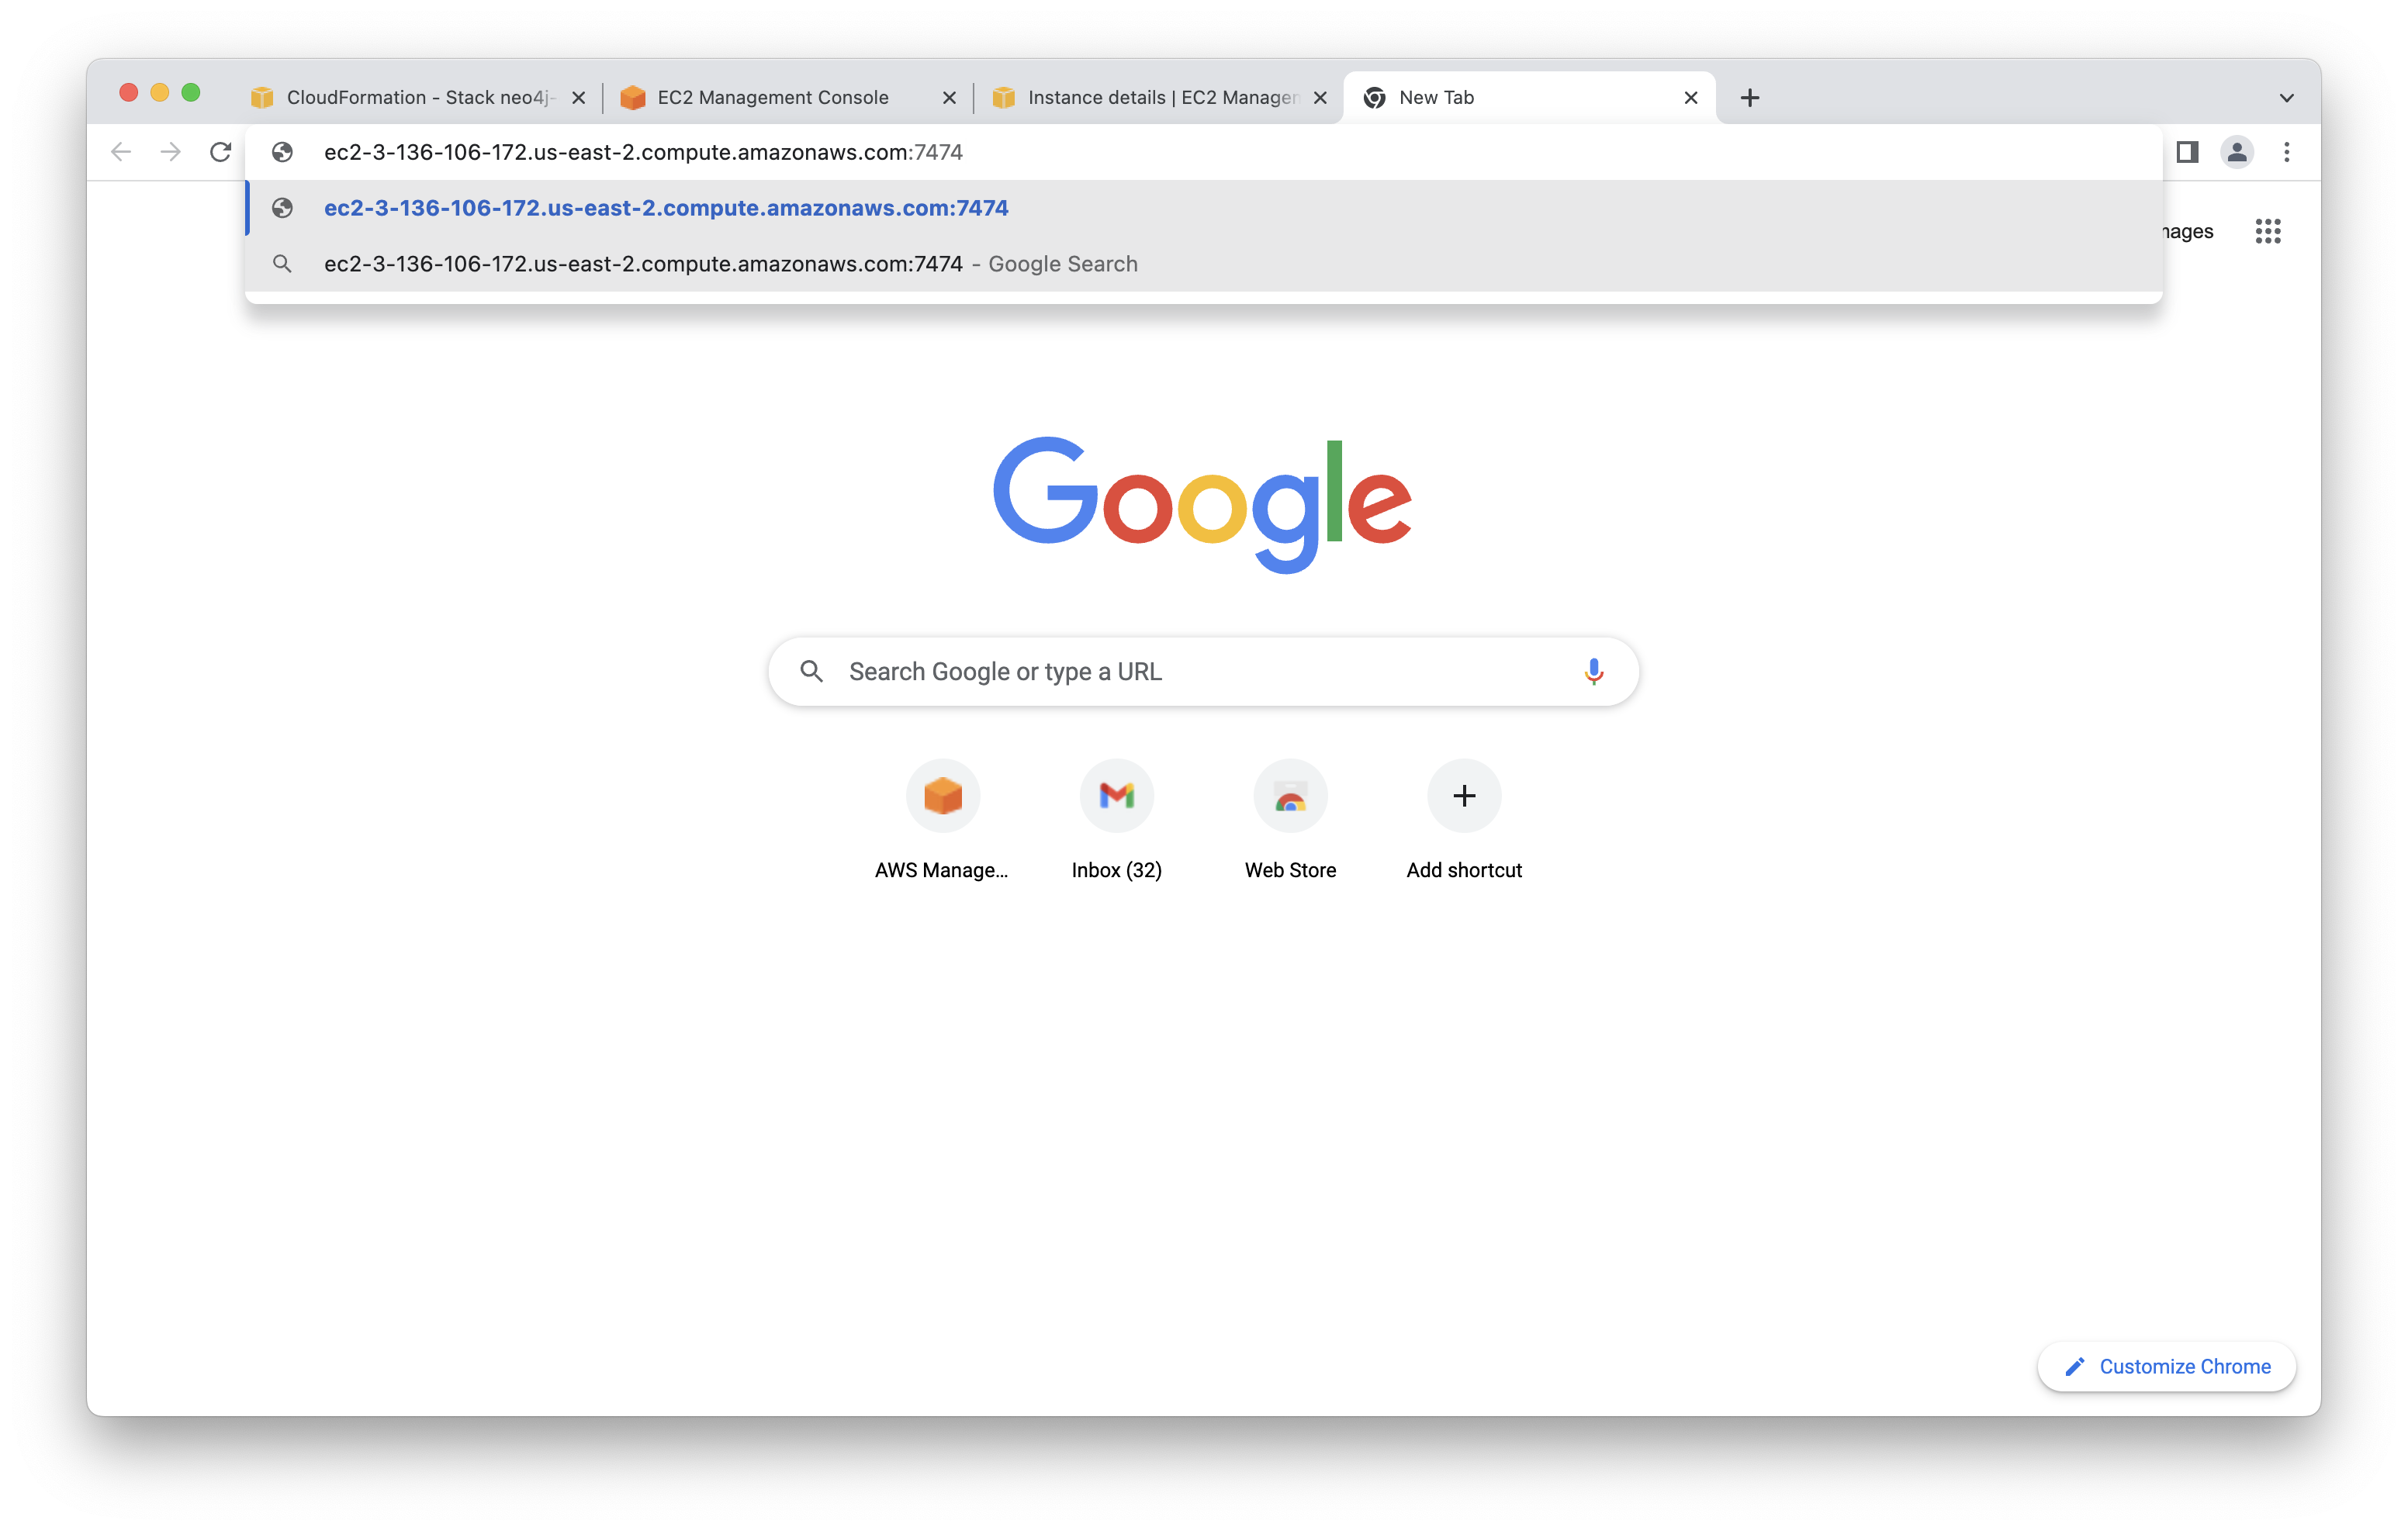 CloudFormation - Stack neo4j-
EC2 Management Console
Instance details | EC2 Manager
New Tab
ec2-3-136-106-172.us-east-2.compute.amazonaws.com:7474
ec2-3-136-106-172.us-east-2.compute.amazonaws.com:7474
ec2-3-136-106-172.us-east-2.compute.amazonaws.com:7474 - Google Search
mages
Google
Search Google or type a URL
AWS Manage...
Inbox (32)
Web Store
Add shortcut
Customize Chrome